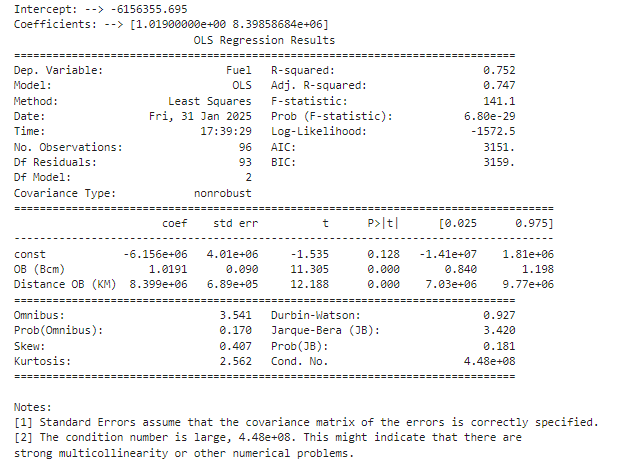 Intercept: --> -6156355.695
Coefficients: --> [1.01900000e+00 8.39858684e+06]
OLS Regression Results
==============================================================================
Dep. Variable: Fuel R-squared: 0.752
Model: OLS Adj. R-squared: 0.747
Method: Least Squares F-statistic: 141.1
Date: Fri, 31 Jan 2025 Prob (F-statistic): 6.80e-29
Time: 17:39:29 Log-Likelihood: -1572.5
No. Observations: 96 AIC: 3151.
Df Residuals: 93 BIC: 3159.
Df Model: 2
Covariance Type: nonrobust
====================================================================================
coef std err t P>|t| [0.025 0.975]
------------------------------------------------------------------------------------
const -6.156e+06 4.01e+06 -1.535 0.128 -1.41e+07 1.81e+06
OB (Bcm) 1.0191 0.090 11.305 0.000 0.840 1.198
Distance OB (KM) 8.399e+06 6.89e+05 12.188 0.000 7.03e+06 9.77e+06
==============================================================================
Omnibus: 3.541 Durbin-Watson: 0.927
Prob(Omnibus): 0.170 Jarque-Bera (JB): 3.420
Skew: 0.407 Prob(JB): 0.181
Kurtosis: 2.562 Cond. No. 4.48e+08
==============================================================================
Notes:
[1] Standard Errors assume that the covariance matrix of the errors is correctly specified.
[2] The condition number is large, 4.48e+08. This might indicate that there are
strong multicollinearity or other numerical problems.